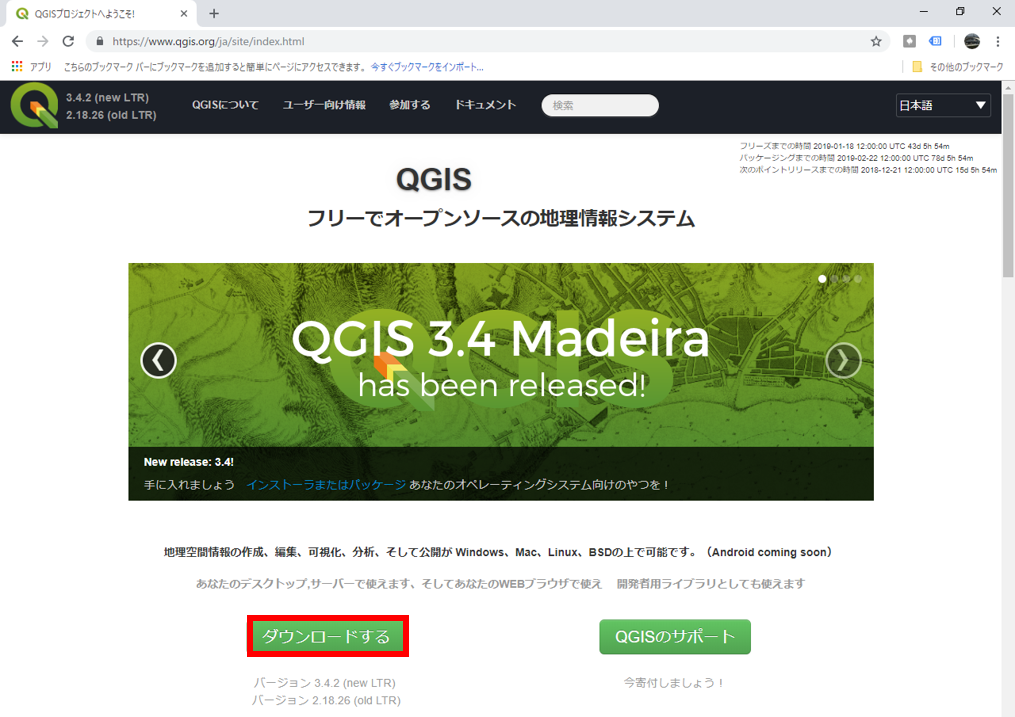 QGISプロジェクトへようこそ!
https://www.qgis.org/ja/site/index.html
アプリ こちらのブックマーク バーにブックマークを追加すると簡単にページにアクセスできます。 今すぐブックマークをインポート... その他のブックマーク
3.4.2 (new LTR)
2.18.26 (old LTR)
QGISについて ユーザー向け情報 参加する ドキュメント 検索 日本語
フリーズまでの時間 2019-01-18 12:00:00 UTC 43d 5h 54m
パッケージングまでの時間 2019-02-22 12:00:00 UTC 78d 5h 54m
次のポイントリリースまでの時間 2018-12-21 12:00:00 UTC 15d 5h 54m
QGIS
フリーでオープンソースの地理情報システム
QGIS 3.4 Madeira
has been released!
New release: 3.4!
手に入れましょう インストーラまたはパッケージ あなたのオペレーティングシステム向けのやつを！
地理空間情報の作成、編集、可視化、分析、そして公開が Windows、Mac、Linux、BSDの上で可能です。（Android coming soon）
あなたのデスクトップ,サーバーで使えます、そしてあなたのWEBブラウザで使え 開発者用ライブラリとしても使えます
ダウンロードする QGISのサポート
バージョン 3.4.2 (new LTR) 今寄付しましょう！
バージョン 2.18.26 (old LTR)